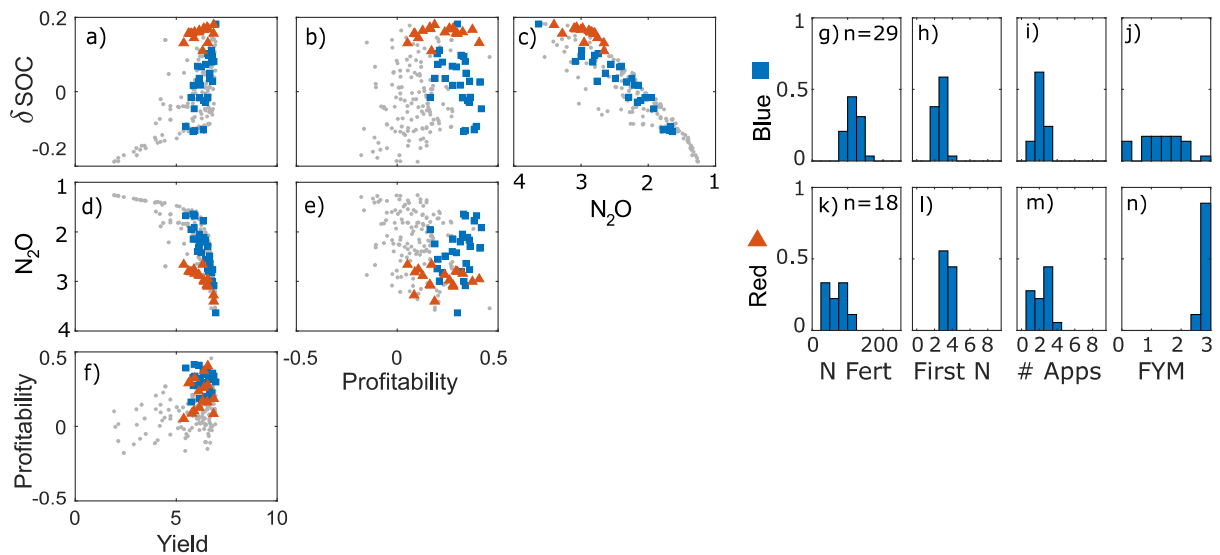 a)
b)
c)
d)
e)
f)
δ SOC
0.2
0
-0.2
N₂O
1
2
3
4
Profitability
0.5
0
-0.5
0 5 10
Yield
-0.5 0 0.5
Profitability
4 3 2 1
N₂O
g) n=29
h)
i)
j)
Blue
1
0.5
0
k) n=18
l)
m)
n)
Red
1
0.5
0
0 200
N Fert
0 2 4 6 8
First N
0 2 4 6 8
# Apps
0 1 2 3
FYM